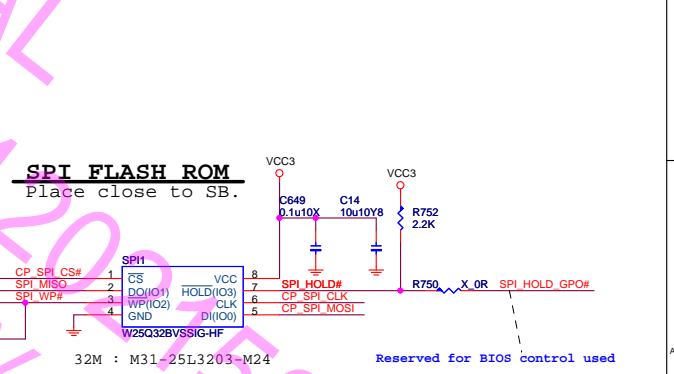 SPI FLASH ROM
Place close to SB.
VCC3
VCC3
C649
0.1u10X
C14
10u10Y8
R752
2.2K
SPI1
CP_SPI_CS#
SPI_MISO
SPI_WP#
1
2
3
4
CS
DO(IO1)
WP(IO2)
GND
VCC
HOLD(IO3)
CLK
DI(IO0)
8
7
6
5
SPI_HOLD#
CP_SPI_CLK
CP_SPI_MOSI
R750
X_0R
SPI_HOLD_GPO#
W25Q32BVSSIG-HF
32M : M31-25L3203-M24
Reserved for BIOS control used
A